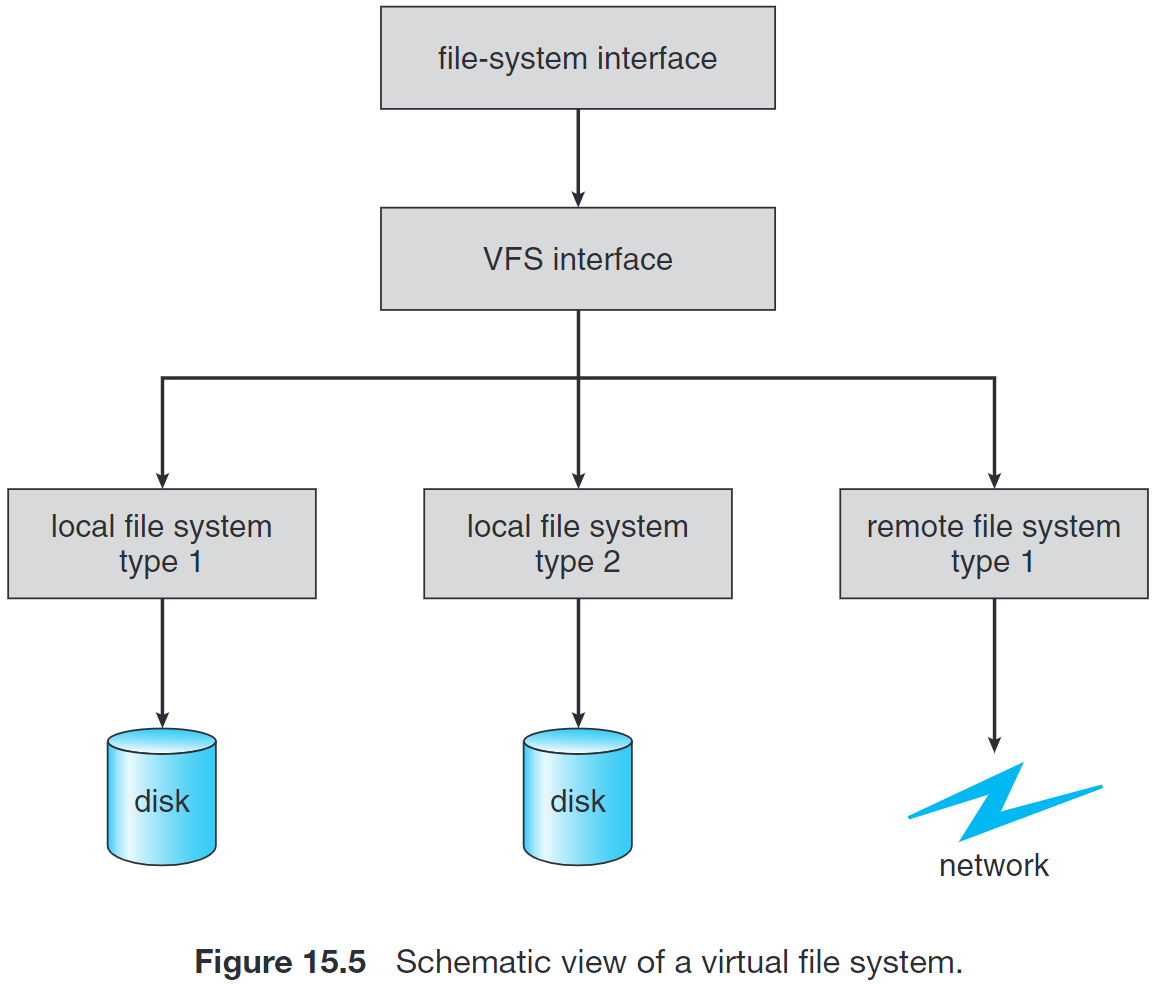 file-system interface
VFS interface
local file system
type 1
local file system
type 2
remote file system
type 1
disk
disk
network
Figure 15.5 Schematic view of a virtual file system.